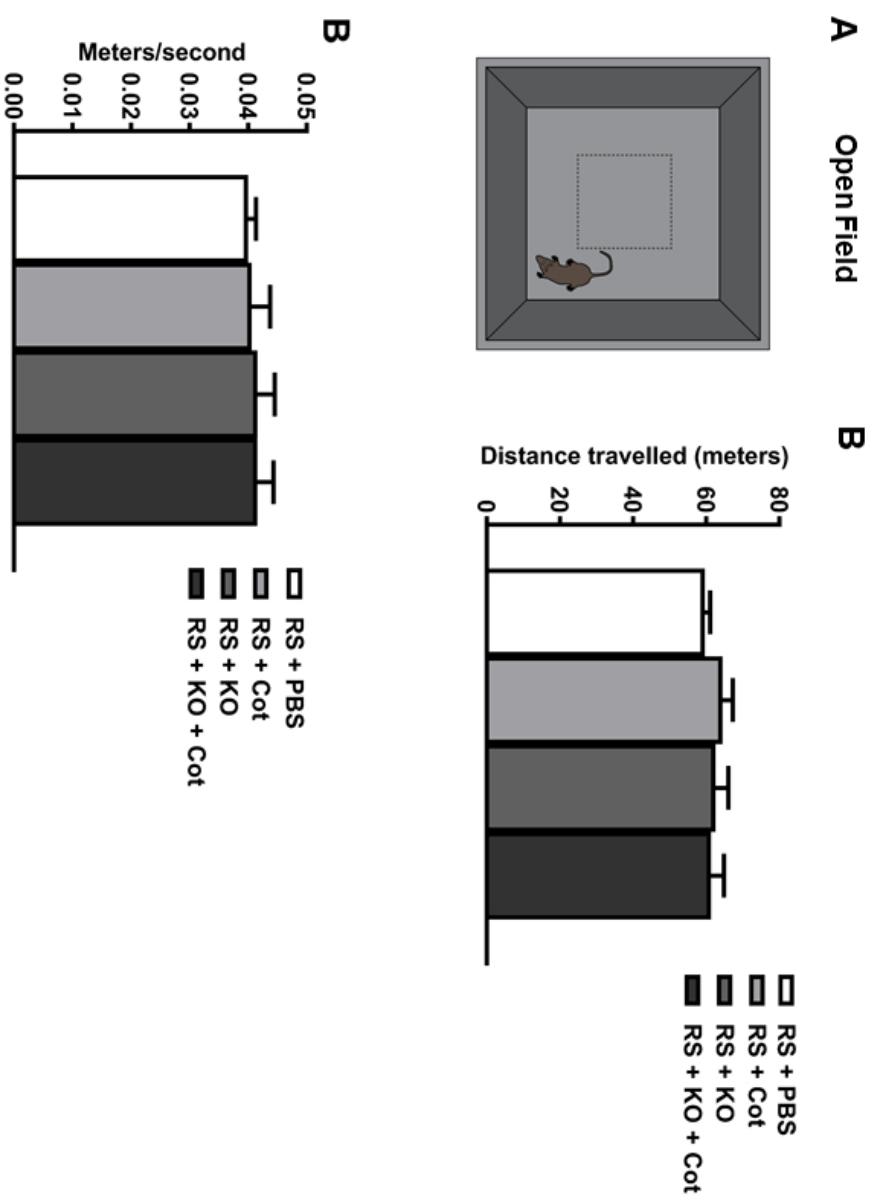 A
Open Field
B
Distance travelled (meters)
80
60
40
20
0
RS + PBS
RS + Cot
RS + KO
RS + KO + Cot
B
Meters/second
0.05
0.04
0.03
0.02
0.01
0.00
RS + PBS
RS + Cot
RS + KO
RS + KO + Cot